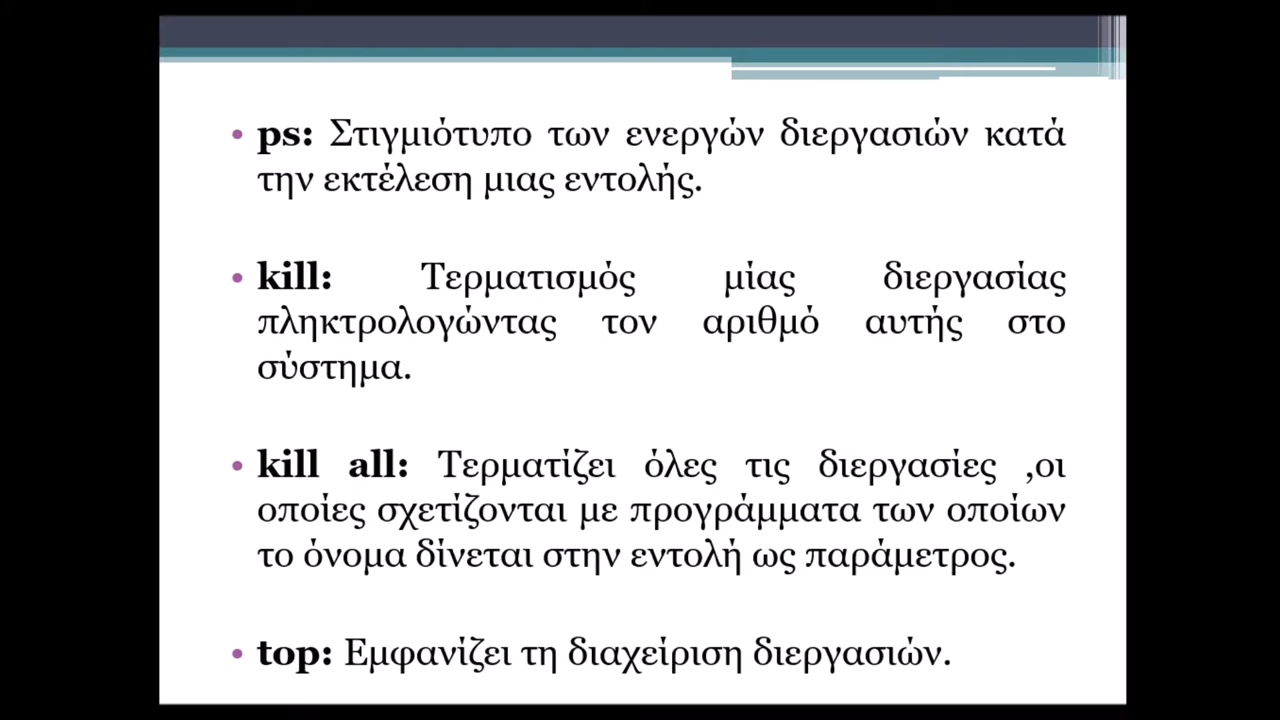 • ps: Στιγμιότυπο των ενεργών διεργασιών κατά
την εκτέλεση μιας εντολής.
• kill: Τερματισμός μίας διεργασίας
πληκτρολογώντας τον αριθμό αυτής στο
σύστημα.
• kill all: Τερματίζει όλες τις διεργασίες ,οι
οποίες σχετίζονται με προγράμματα των οποίων
το όνομα δίνεται στην εντολή ως παράμετρος.
• top: Εμφανίζει τη διαχείριση διεργασιών.